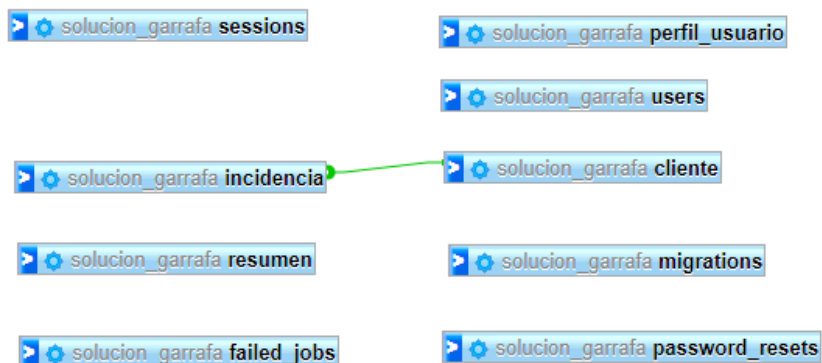 solucion_garrafa sessions
solucion_garrafa perfil_usuario
solucion_garrafa users
solucion_garrafa incidencia
solucion_garrafa cliente
solucion_garrafa resumen
solucion_garrafa migrations
solucion_garrafa failed_jobs
solucion_garrafa password_resets